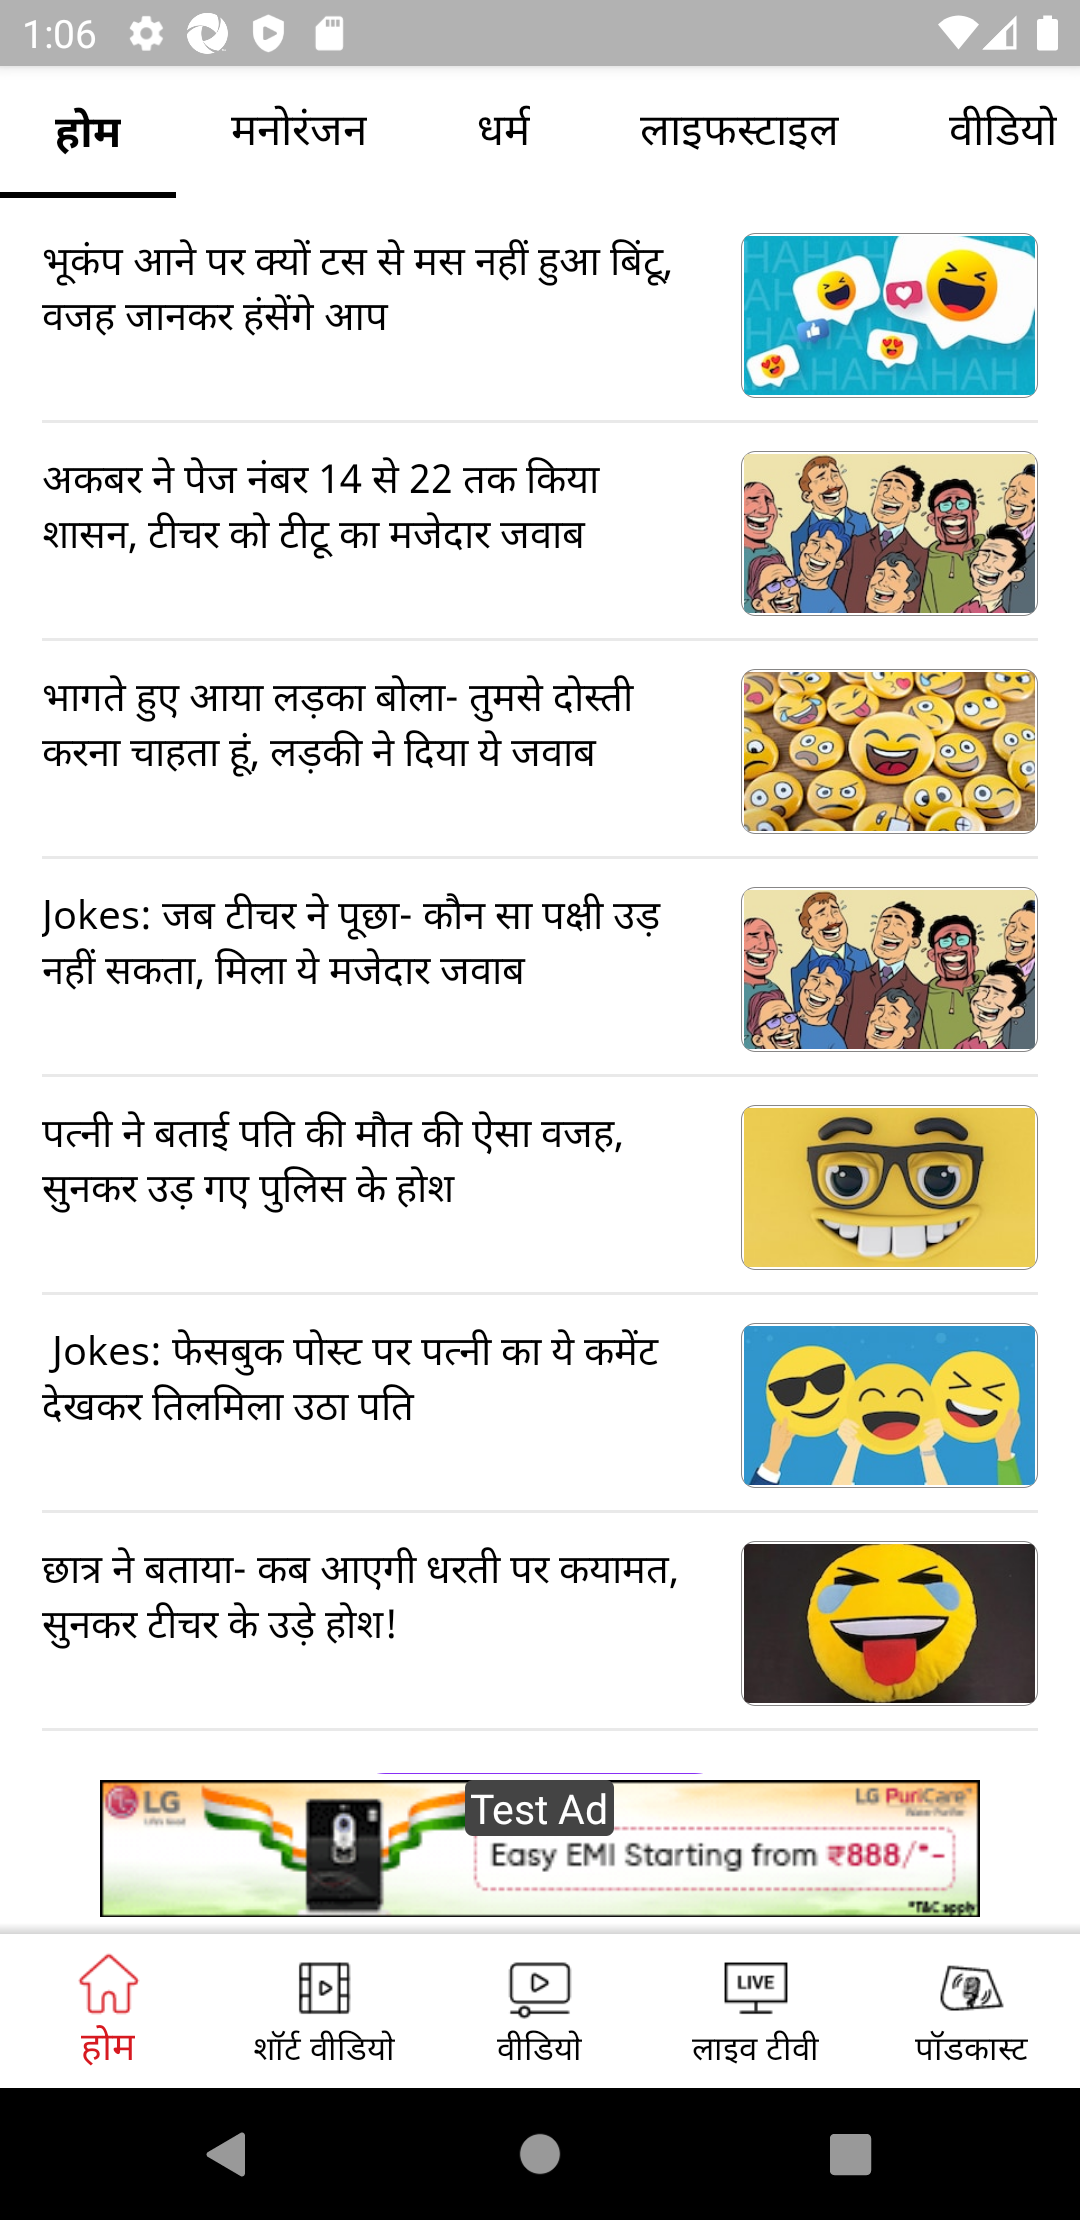 1:06
होम मनोरंजन धर्म लाइफस्टाइल वीडियो
भूकंप आने पर क्यों टस से मस नहीं हुआ बिंटू,
वजह जानकर हंसेंगे आप
अकबर ने पेज नंबर 14 से 22 तक किया
शासन, टीचर को टीटू का मजेदार जवाब
भागते हुए आया लड़का बोला- तुमसे दोस्ती
करना चाहता हूं, लड़की ने दिया ये जवाब
Jokes: जब टीचर ने पूछा- कौन सा पक्षी उड़
नहीं सकता, मिला ये मजेदार जवाब
पत्नी ने बताई पति की मौत की ऐसा वजह,
सुनकर उड़ गए पुलिस के होश
Jokes: फेसबुक पोस्ट पर पत्नी का ये कमेंट
देखकर तिलमिला उठा पति
छात्र ने बताया- कब आएगी धरती पर कयामत,
सुनकर टीचर के उड़े होश!
LG
Test Ad
LG PuriCare
Easy EMI Starting from ₹888/*-
*T&C apply
LIVE
होम शॉर्ट वीडियो वीडियो लाइव टीवी पॉडकास्ट